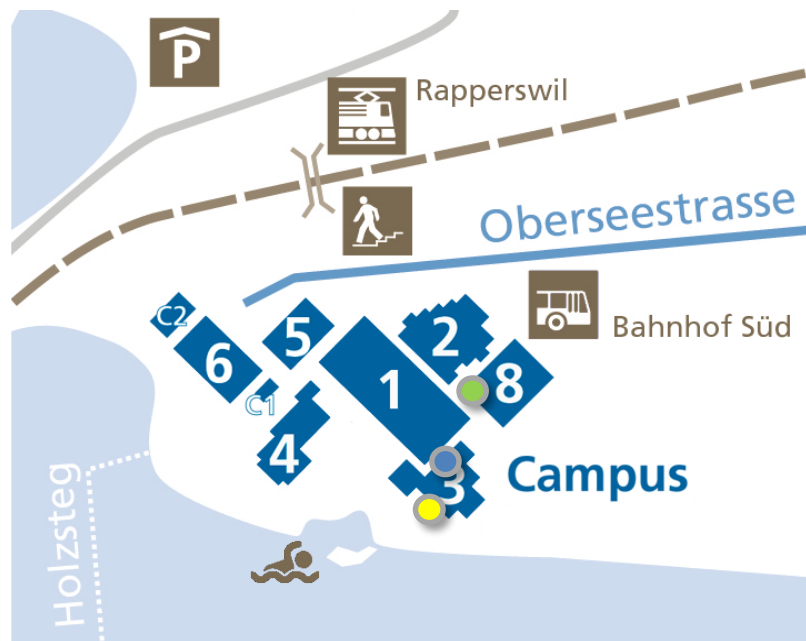 P
Rapperswil
Oberseestrasse
Bahnhof Süd
C2
6
5
1
2
8
C1
4
3
Campus
Holzsteg